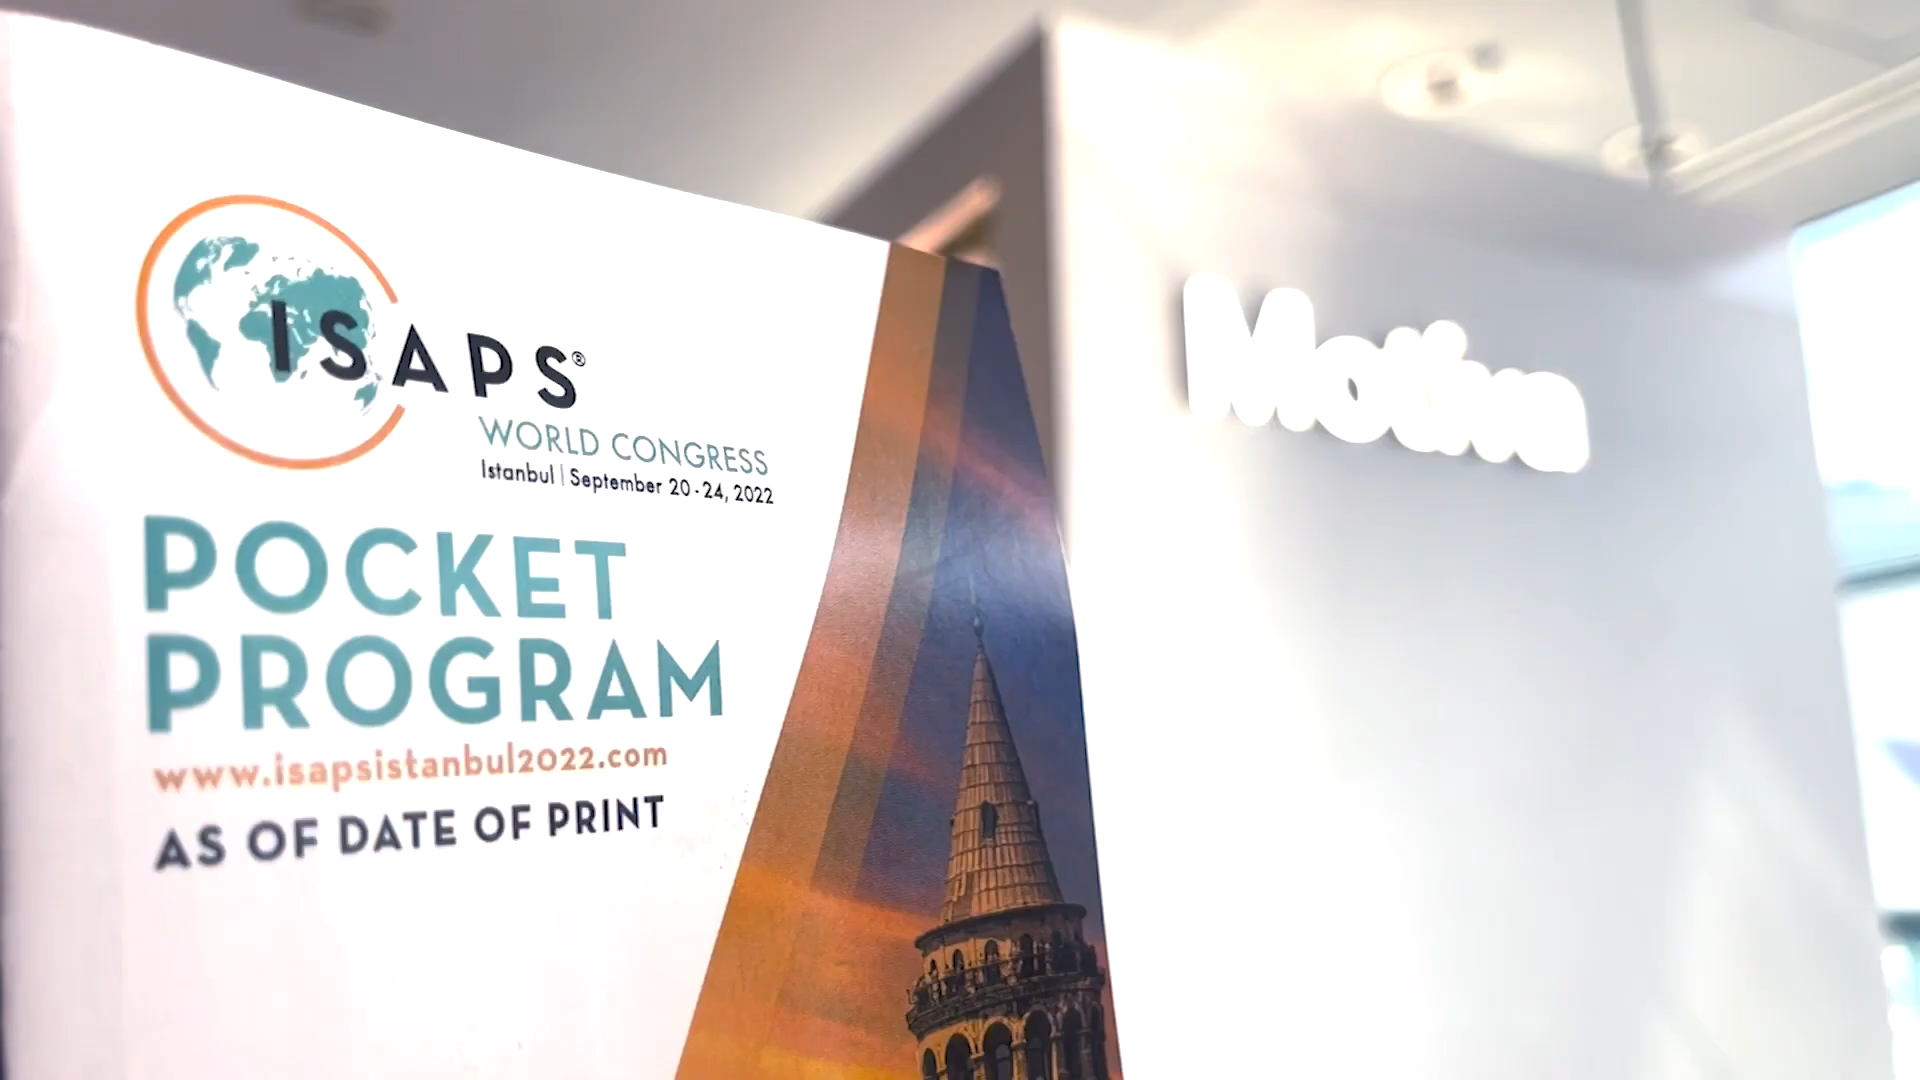 ISAPS®
WORLD CONGRESS
Istanbul | September 20-24, 2022
POCKET
PROGRAM
www.isapsistanbul2022.com
AS OF DATE OF PRINT
Motiva